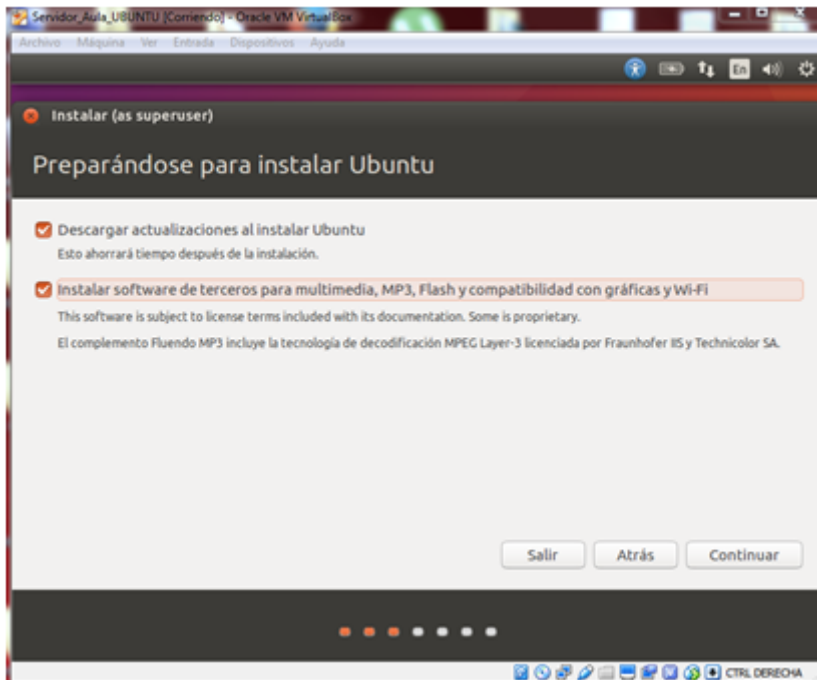 Servidor_Aula_UBUNTU [Corriendo] - Oracle VM VirtualBox
Archivo Máquina Ver Entrada Dispositivos Ayuda
En
Instalar (as superuser)
Preparándose para instalar Ubuntu
Descargar actualizaciones al instalar Ubuntu
Esto ahorrará tiempo después de la instalación.
Instalar software de terceros para multimedia, MP3, Flash y compatibilidad con gráficas y Wi-Fi
This software is subject to license terms included with its documentation. Some is proprietary.
El complemento Fluendo MP3 incluye la tecnología de decodificación MPEG Layer-3 licenciada por Fraunhofer IIS y Technicolor SA.
Salir Atrás Continuar
CTRL DERECHA